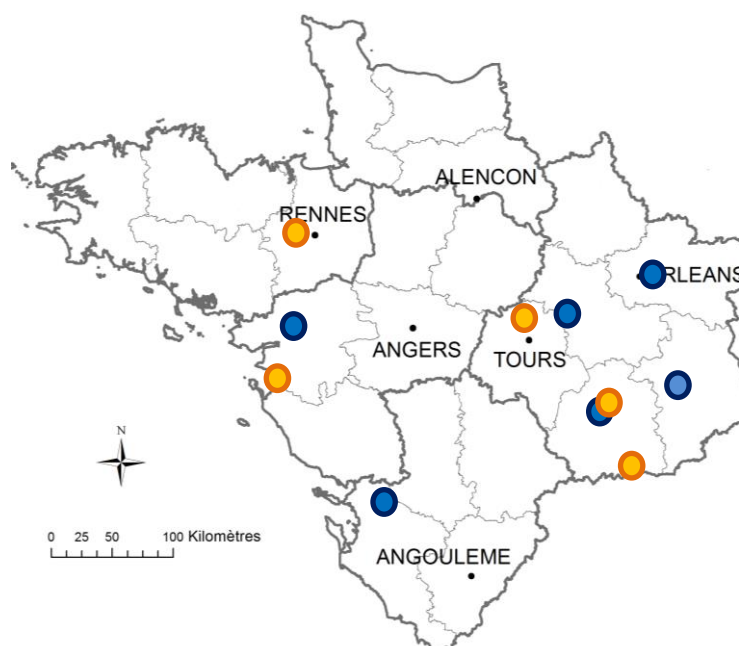 ALENCON
RENNES
RLEANS
ANGERS
TOURS
N
0 25 50 100 Kilomètres
ANGOULEME